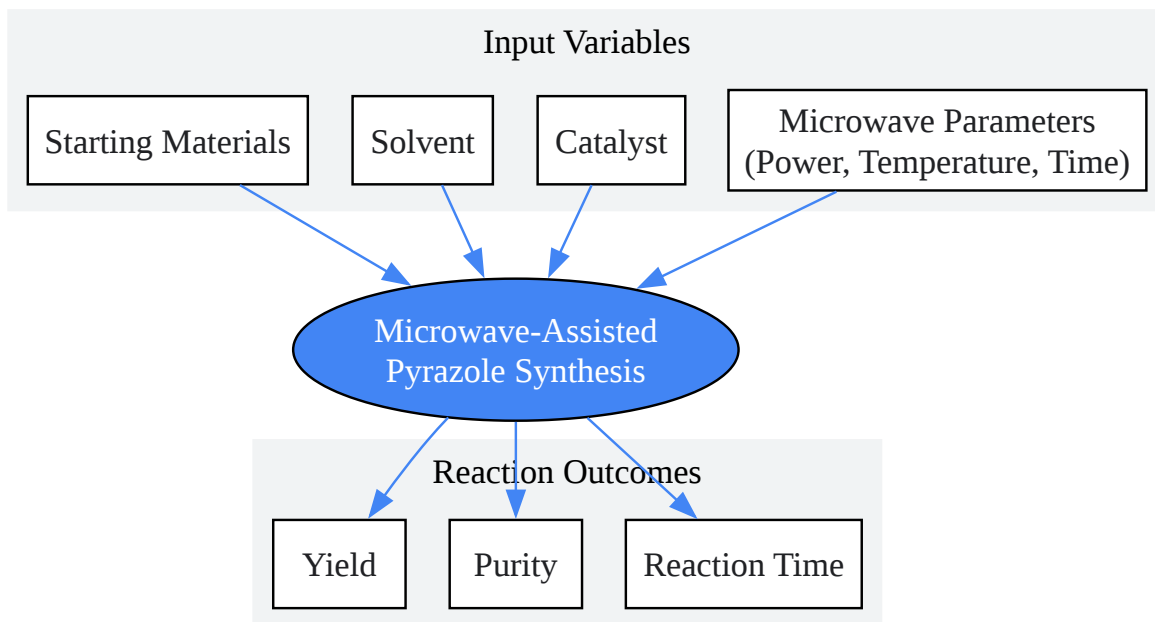 Input Variables
Starting Materials
Solvent
Catalyst
Microwave Parameters
(Power, Temperature, Time)
Microwave-Assisted
Pyrazole Synthesis
Reaction Outcomes
Yield
Purity
Reaction Time